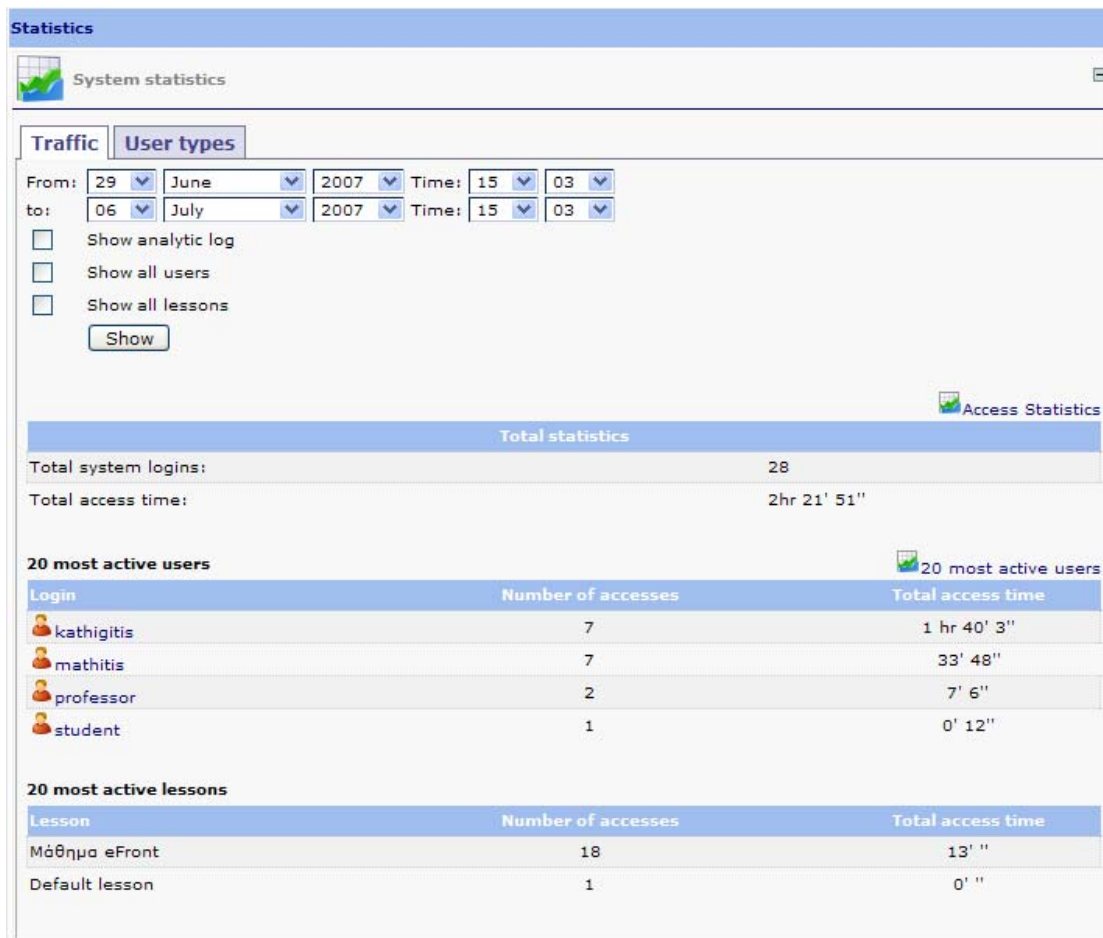 Statistics
System statistics
Traffic User types
From: 29 June 2007 Time: 15 03
to: 06 July 2007 Time: 15 03
Show analytic log
Show all users
Show all lessons
Show
Access Statistics
Total statistics
Total system logins: 28
Total access time: 2hr 21' 51''
20 most active users 20 most active users
Login Number of accesses Total access time
kathigitis 7 1 hr 40' 3''
mathitis 7 33' 48''
professor 2 7' 6''
student 1 0' 12''
20 most active lessons
Lesson Number of accesses Total access time
Μάθημα eFront 18 13' ''
Default lesson 1 0' ''